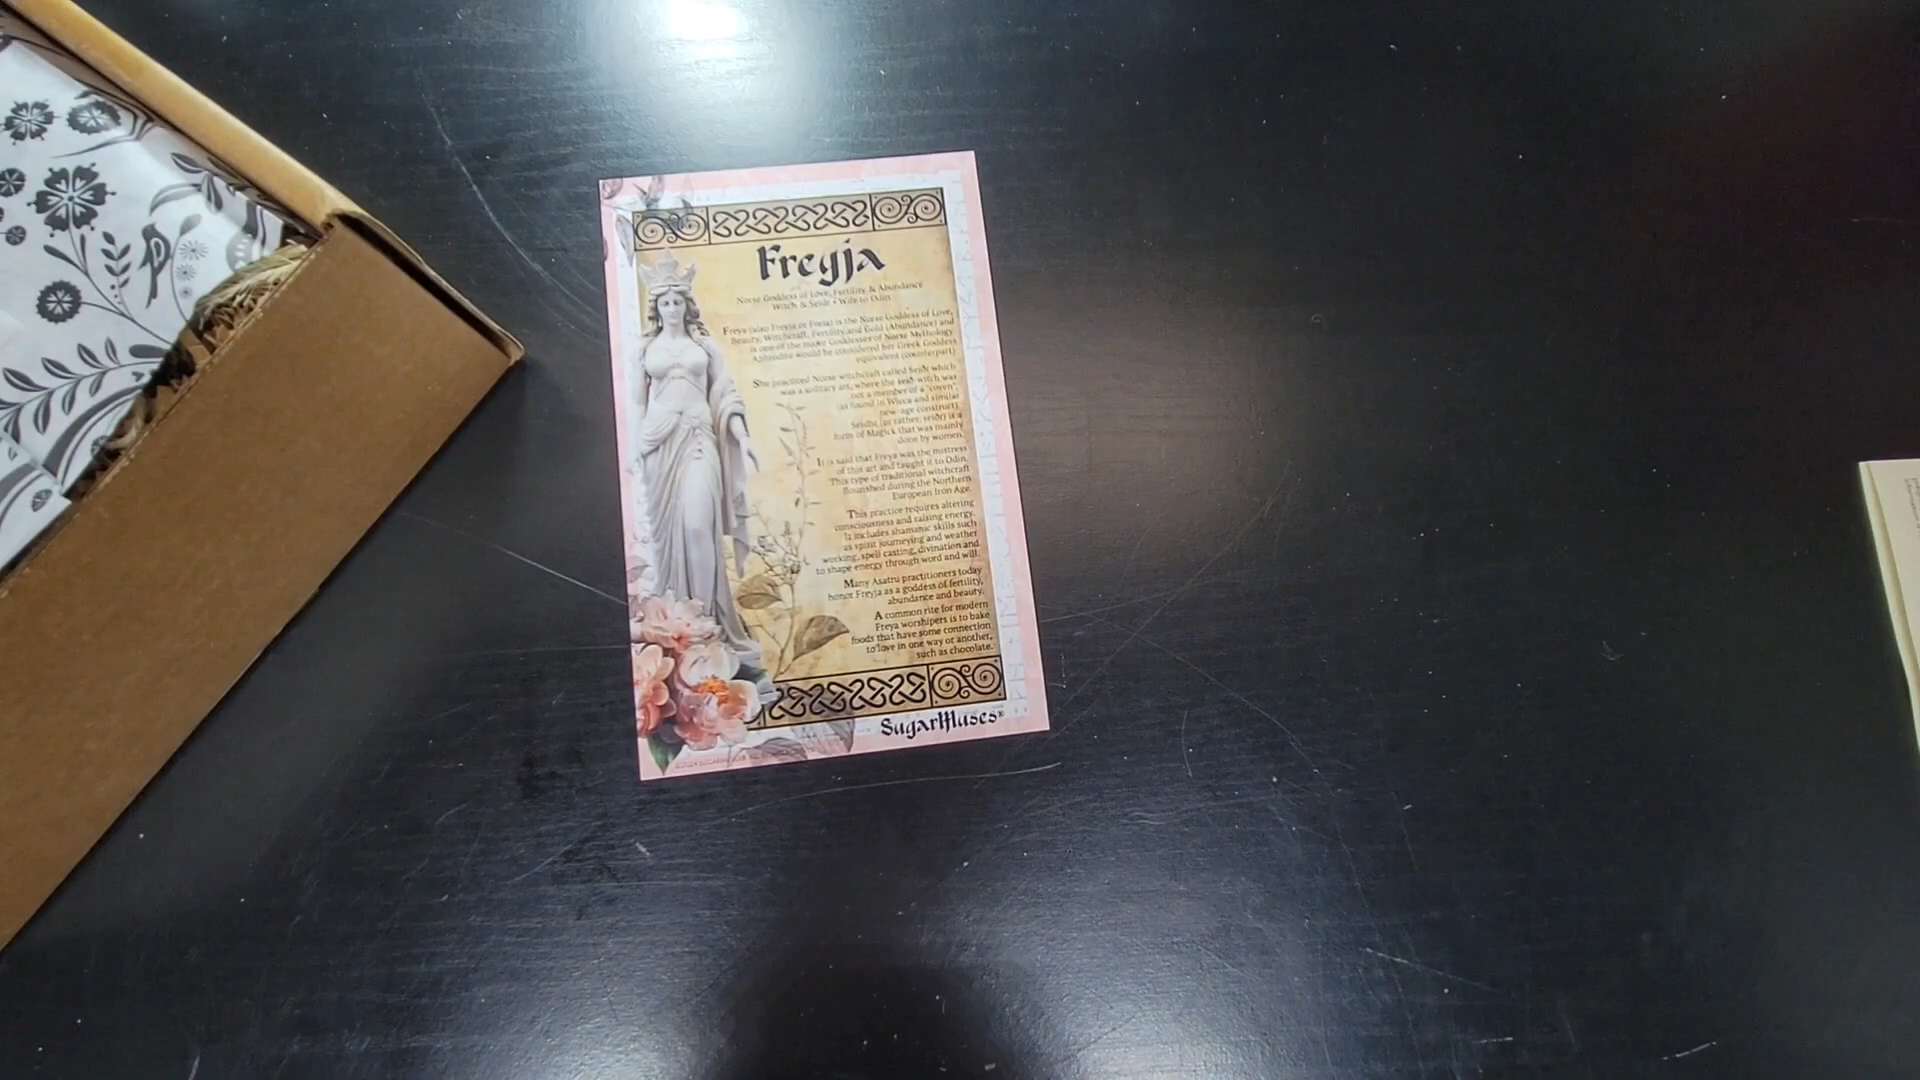 Freyja
Norse Goddess of Love, Fertility, & Abundance
Witch & Seidr • Wife to Odin
Freya (also Freyja or Freja) is the Norse Goddess of Love,
Beauty, Witchcraft, Fertility, and Gold (Abundance) and
is one of the major Goddesses of Norse Mythology
Aphrodite would be considered her Greek Goddess
equivalent (counterpart)
She practiced Norse witchcraft called Seidr which
was a solitary art, where the seidr-witch was
not a member of a "coven",
(as found in Wicca and similar
new-age construct)
Seidhr (or rather, seiðr) is a
form of Magick that was mainly
done by women.
It is said that Freya was the mistress
of this art and taught it to Odin.
This type of traditional witchcraft
flourished during the Northern
European Iron Age.
This practice requires altering
consciousness and raising energy.
It includes shamanic skills such
as spirit journeying and weather
working, spell casting, divination and
to shape energy through word and will.
Many Asatru practitioners today
honor Freyja as a goddess of fertility,
abundance and beauty.
A common rite for modern
Freya worshipers is to bake
foods that have some connection
to love in one way or another,
such as chocolate.
SugarMuses®